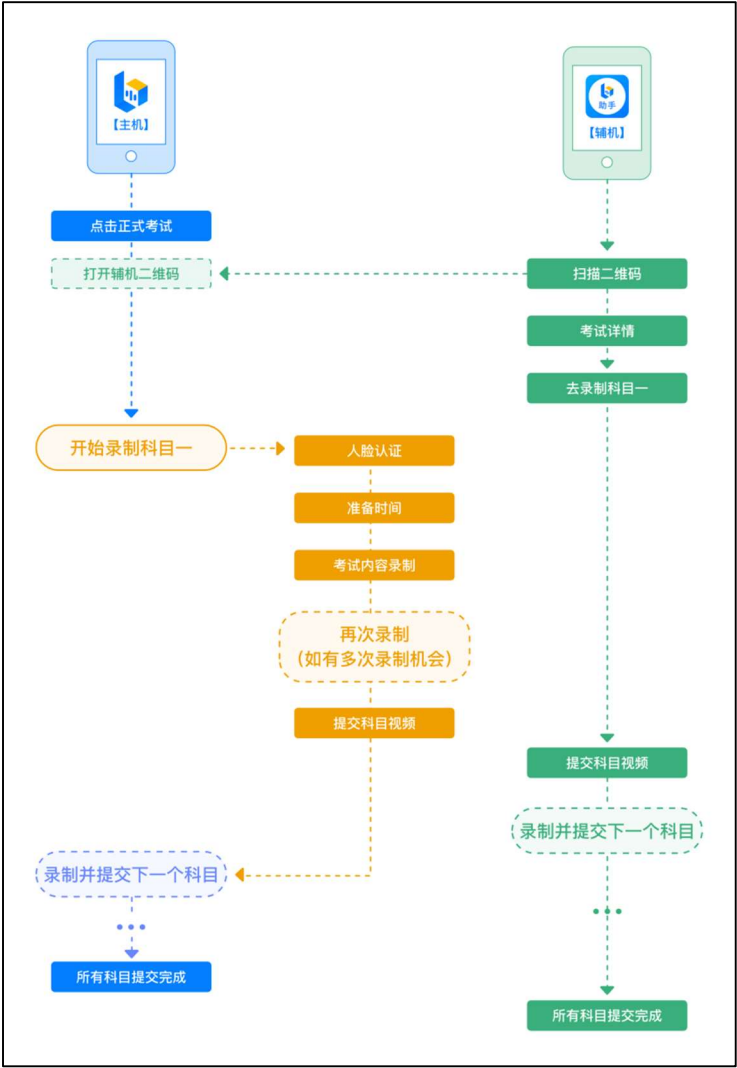 【主机】
助手
【辅机】
点击正式考试
打开辅机二维码
扫描二维码
考试详情
去录制科目一
开始录制科目一
人脸认证
准备时间
考试内容录制
再次录制
（如有多次录制机会）
提交科目视频
提交科目视频
录制并提交下一个科目
录制并提交下一个科目
所有科目提交完成
所有科目提交完成